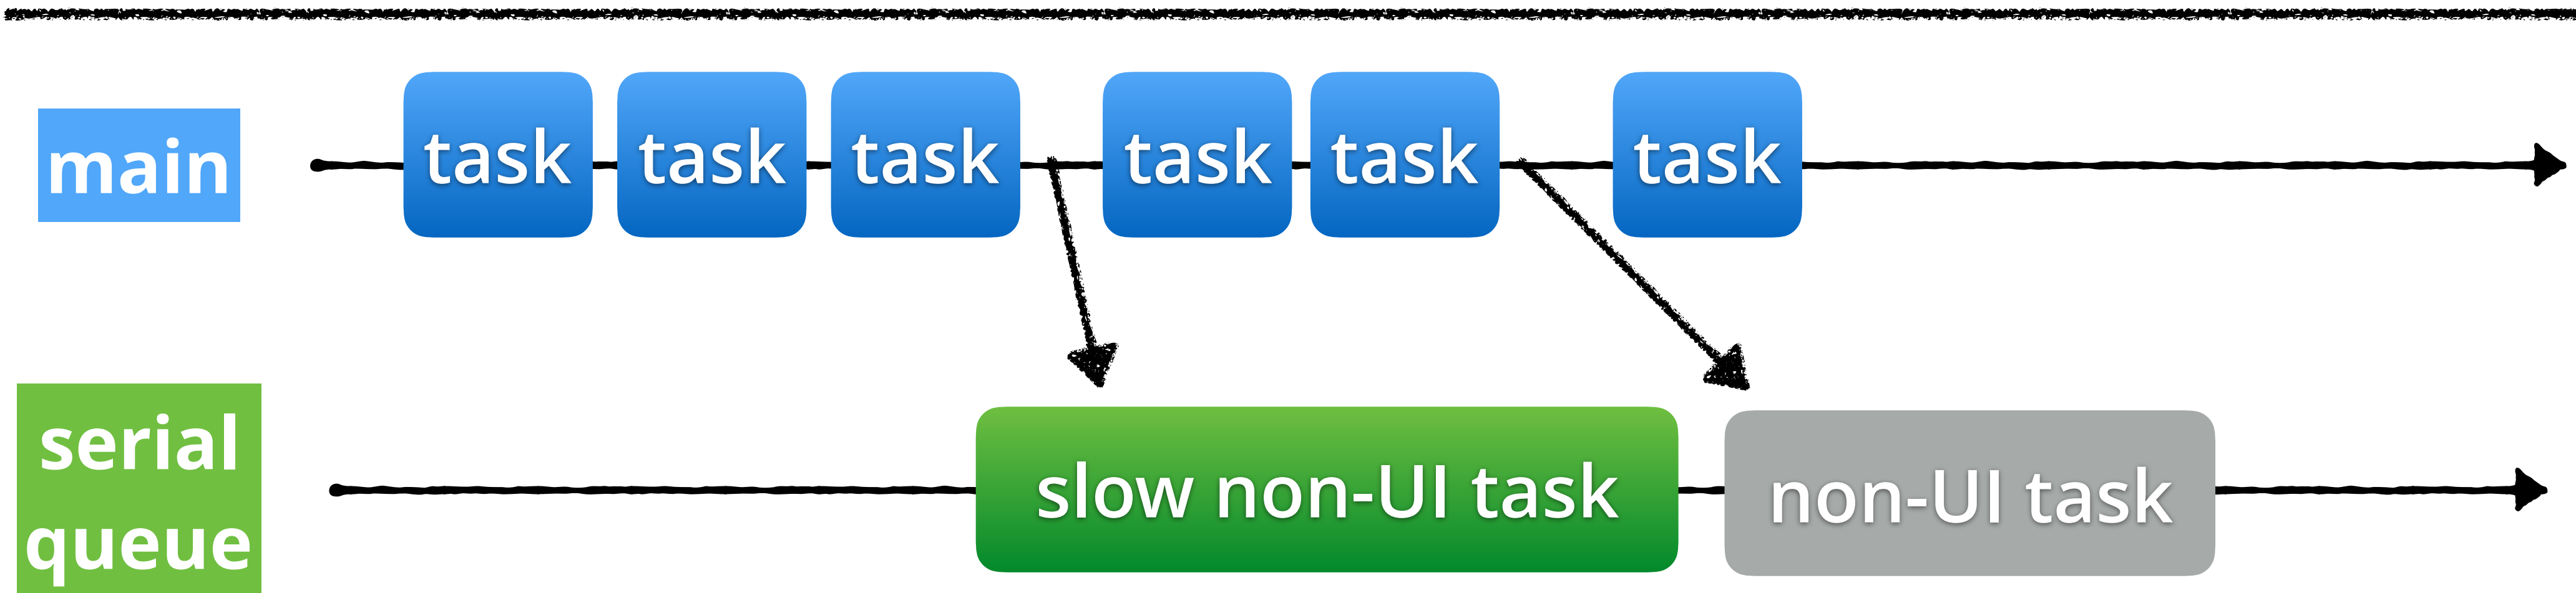 main
task
task
task
task
task
task
serial
queue
slow non-UI task
non-UI task